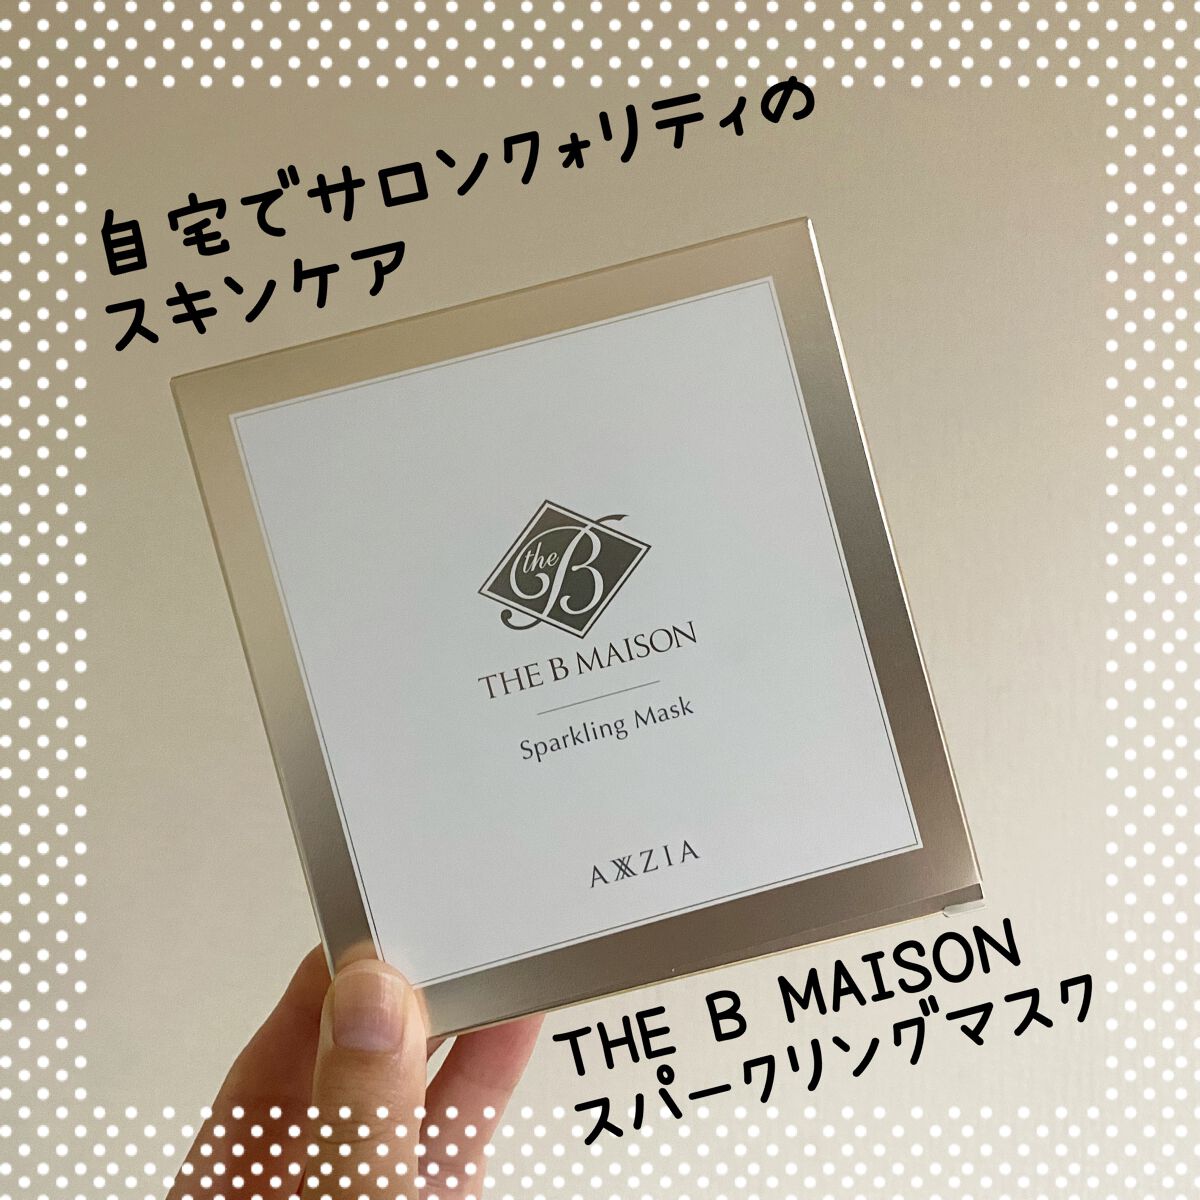 自宅でサロンクォリティの
スキンケア
the B
THE B MAISON
Sparkling Mask
AXXZIA
THE B MAISON
スパークリングマスク